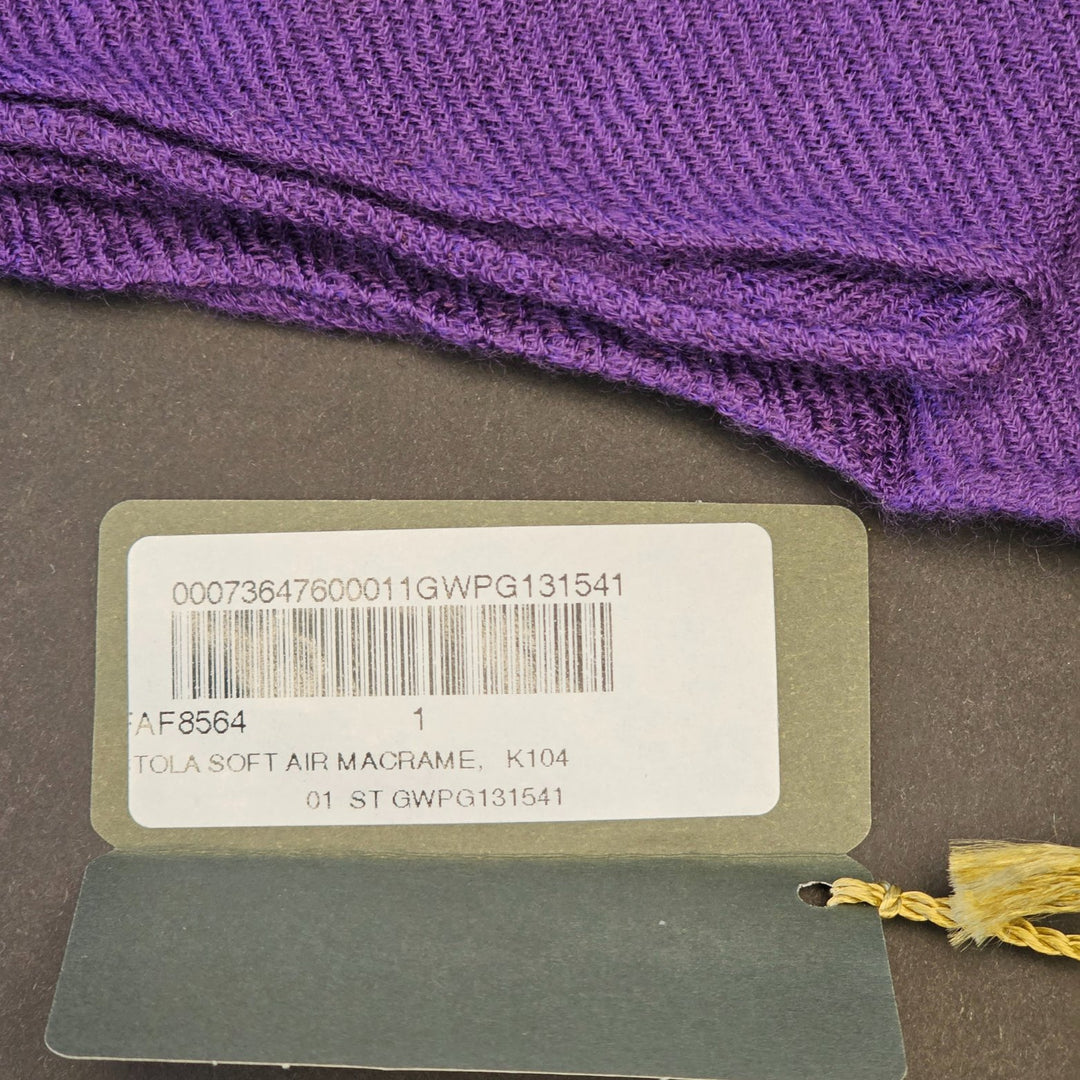 00073647600011GWPG131541
FAF8564 1
TOLA SOFT AIR MACRAME, K104
01 ST GWPG131541